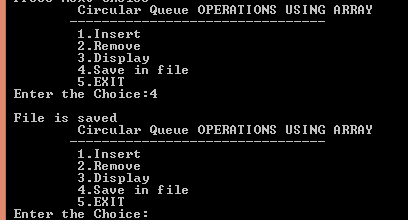 Circular Queue OPERATIONS USING ARRAY
---------------------------------
1.Insert
2.Remove
3.Display
4.Save in file
5.EXIT
Enter the Choice:4
File is saved
Circular Queue OPERATIONS USING ARRAY
---------------------------------
1.Insert
2.Remove
3.Display
4.Save in file
5.EXIT
Enter the Choice: